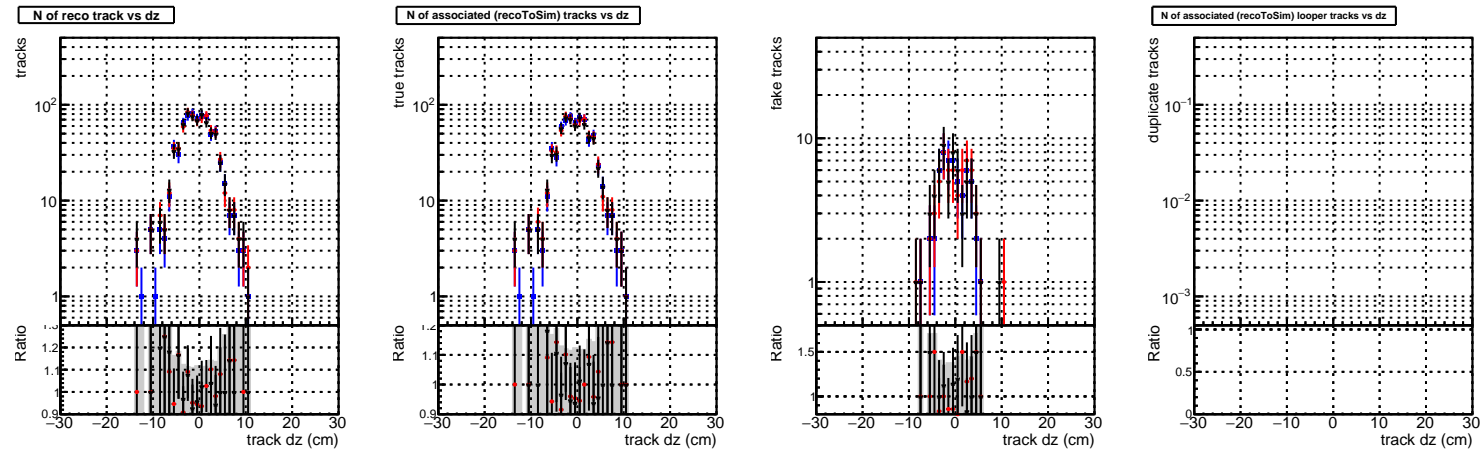 N of reco track vs dz
tracks
10²
10
1
Ratio
1.3
1.2
1.1
1
0.9
−30 −20 −10 0 10 20 30
track dz (cm)
N of associated (recoToSim) tracks vs dz
true tracks
10²
10
1
Ratio
1.2
1.1
1
0.9
−30 −20 −10 0 10 20 30
track dz (cm)
fake tracks
10
1
Ratio
1.5
1
−30 −20 −10 0 10 20 30
track dz (cm)
N of associated (recoToSim) looper tracks vs dz
duplicate tracks
10⁻¹
10⁻²
10⁻³
Ratio
1
0.5
0
−30 −20 −10 0 10 20 30
track dz (cm)